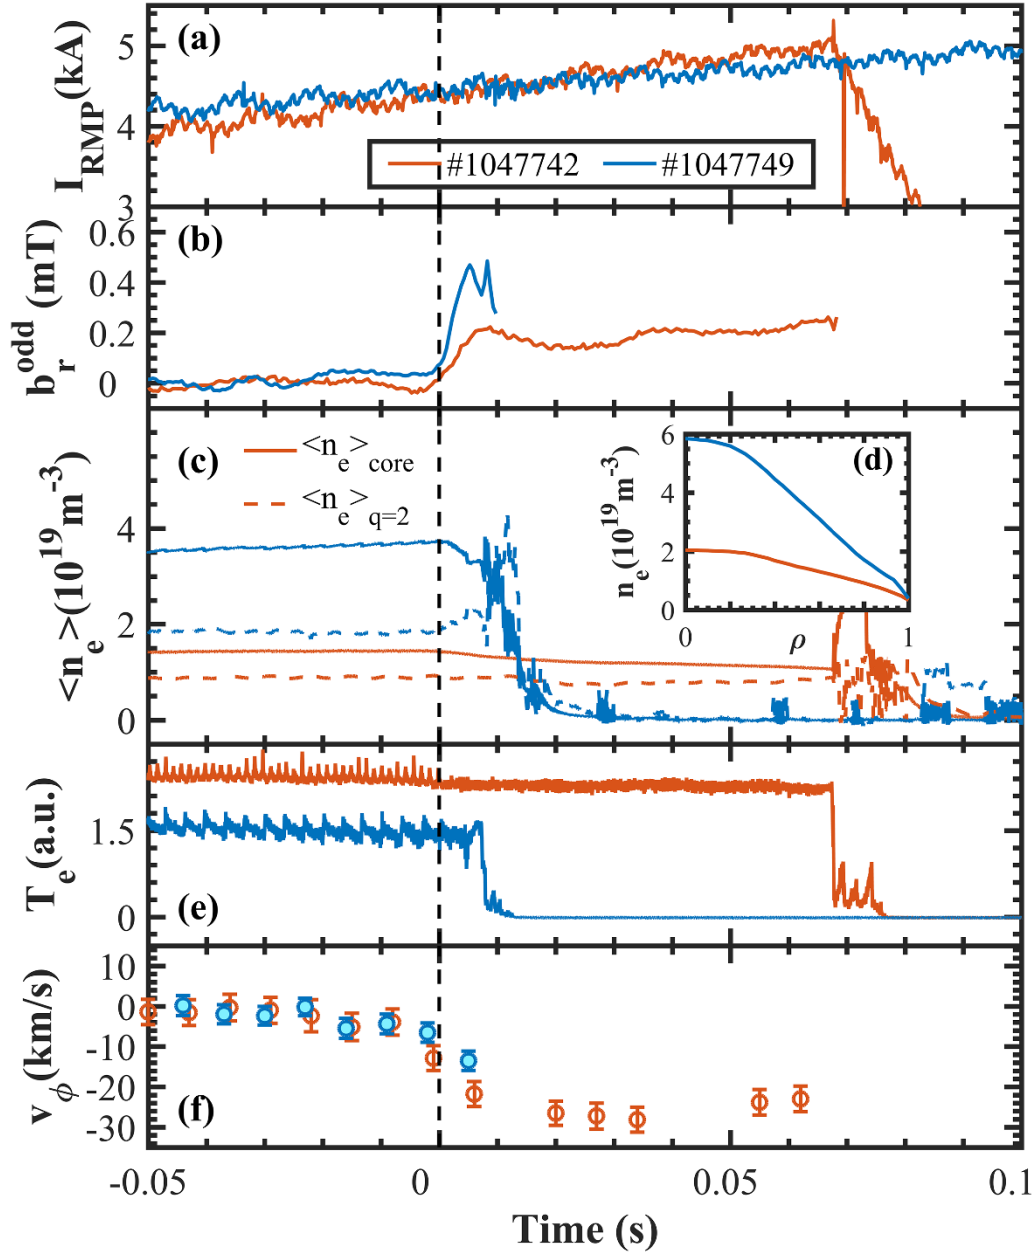 (a)
I_RMP(kA)
5
4
3
#1047742 #1047749
(b)
b_r^odd (mT)
0.6
0.4
0.2
0
(c)
<n_e>(10^19 m^-3)
<n_e>_core
<n_e>_q=2
4
2
0
(d)
n_e(10^19 m^-3)
6
4
2
0
0 ρ 1
(e)
T_e(a.u.)
1.5
0
(f)
v_ϕ(km/s)
10
0
-10
-20
-30
-0.05 0 0.05 0.1
Time (s)